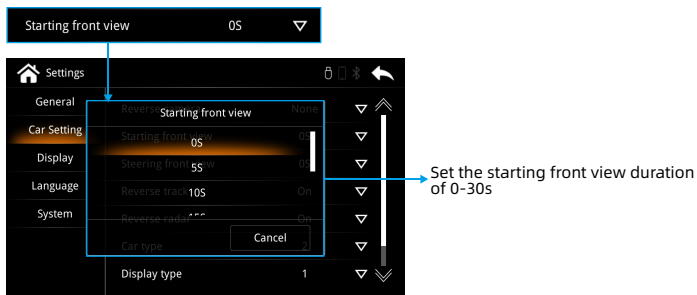 Starting front view 0S
Settings
General
Car Setting
Display
Language
System
Reverse None
Starting front view
Starting front view 0S
0S
Steering front view 0S
5S
Reverse track On
10S
Reverse radar On
Car type 2
Cancel
Display type 1
Set the starting front view duration
of 0-30s